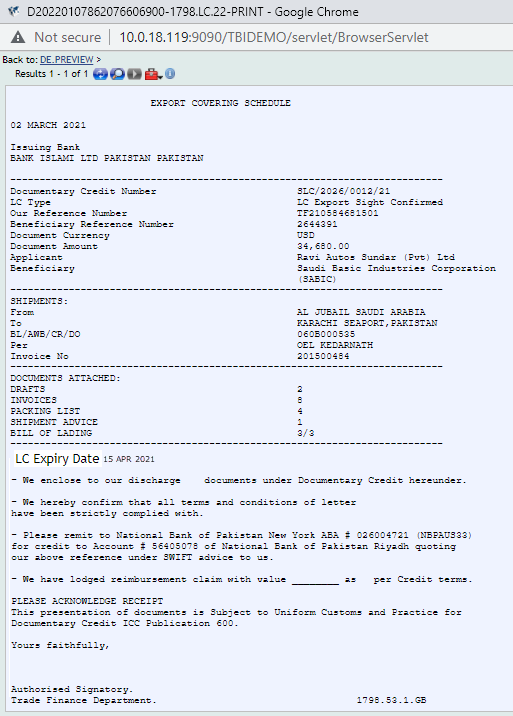 D20220107862076606900-1798.LC.22-PRINT - Google Chrome
Not secure | 10.0.18.119:9090/TBIDEMO/servlet/BrowserServlet
Back to: DE.PREVIEW >
Results 1 - 1 of 1
EXPORT COVERING SCHEDULE
02 MARCH 2021
Issuing Bank
BANK ISLAMI LTD PAKISTAN PAKISTAN
Documentary Credit Number SLC/2026/0012/21
LC Type LC Export Sight Confirmed
Our Reference Number TF210584681501
Beneficiary Reference Number 2644391
Document Currency USD
Document Amount 34,680.00
Applicant Ravi Autos Sundar (Pvt) Ltd
Beneficiary Saudi Basic Industries Corporation
(SABIC)
SHIPMENTS:
From AL JUBAIL SAUDI ARABIA
To KARACHI SEAPORT,PAKISTAN
BL/AWB/CR/DO 060B000535
Per OEL KEDARNATH
Invoice No 201500484
DOCUMENTS ATTACHED:
DRAFTS 2
INVOICES 8
PACKING LIST 4
SHIPMENT ADVICE 1
BILL OF LADING 3/3
LC Expiry Date 15 APR 2021
- We enclose to our discharge documents under Documentary Credit hereunder.
- We hereby confirm that all terms and conditions of letter
have been strictly complied with.
- Please remit to National Bank of Pakistan New York ABA # 026004721 (NBPAUS33)
for credit to Account # 56405078 of National Bank of Pakistan Riyadh quoting
our above reference under SWIFT advice to us.
- We have lodged reimbursement claim with value ________ as per Credit terms.
PLEASE ACKNOWLEDGE RECEIPT
This presentation of documents is Subject to Uniform Customs and Practice for
Documentary Credit ICC Publication 600.
Yours faithfully,
Authorised Signatory.
Trade Finance Department. 1798.53.1.GB